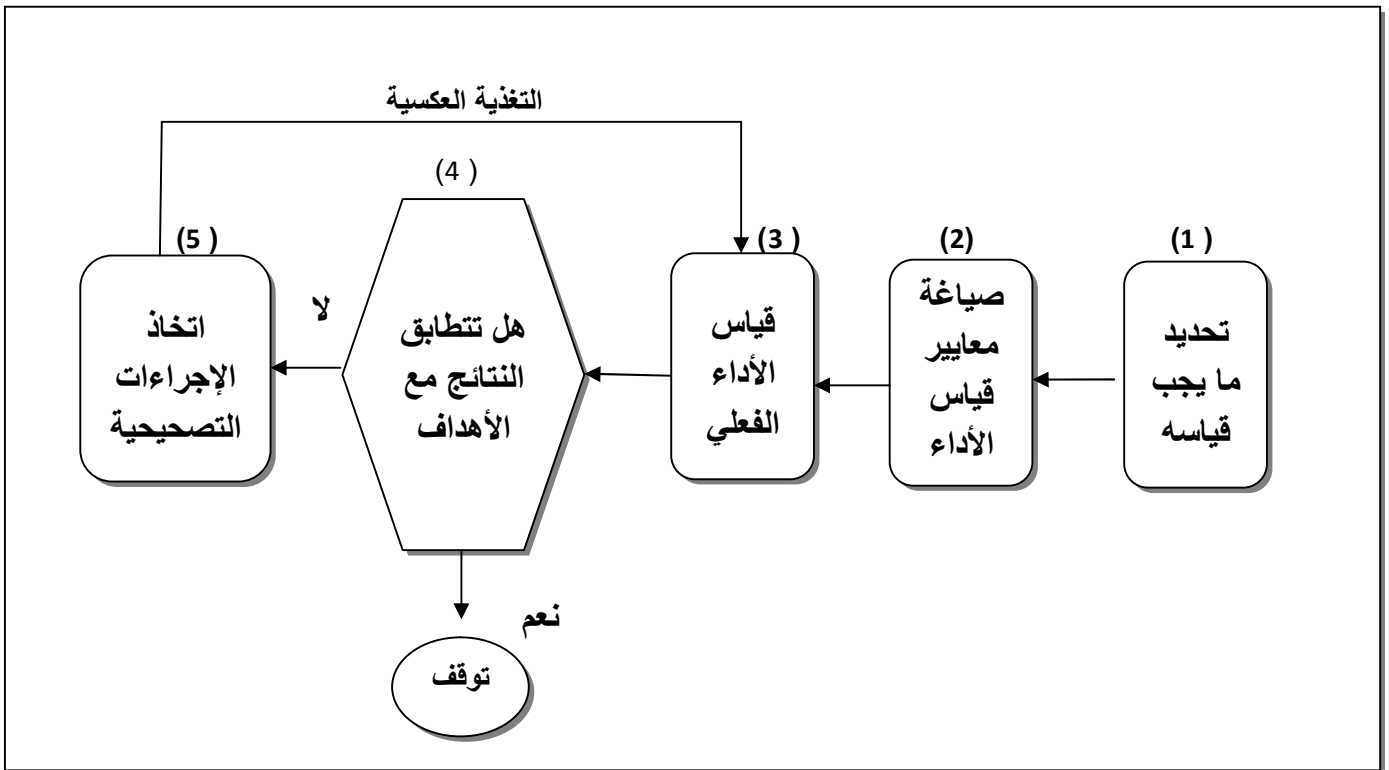 التغذية العكسية
(1 )
تحديد
ما يجب
قياسه
(2)
صياغة
معايير
قياس
الأداء
(3 )
قياس
الأداء
الفعلي
(4 )
هل تتطابق
النتائج مع
الأهداف
لا
(5 )
اتخاذ
الإجراءات
التصحيحية
نعم
توقف